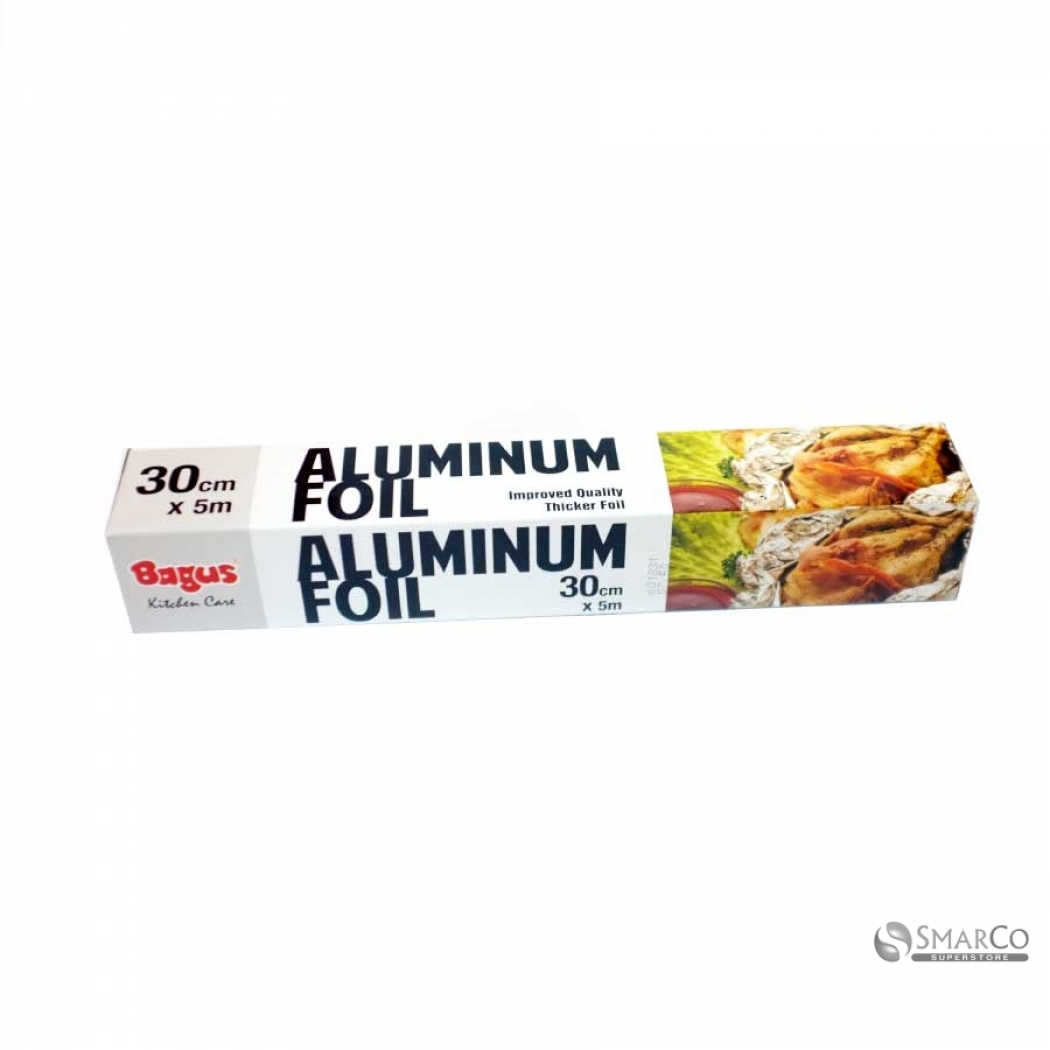 30cm
x 5m
ALUMINUM
FOIL
Improved Quality
Thicker Foil
Bagus
Kitchen Care
ALUMINUM
FOIL
30cm
x 5m
SMARCO
SUPERSTORE